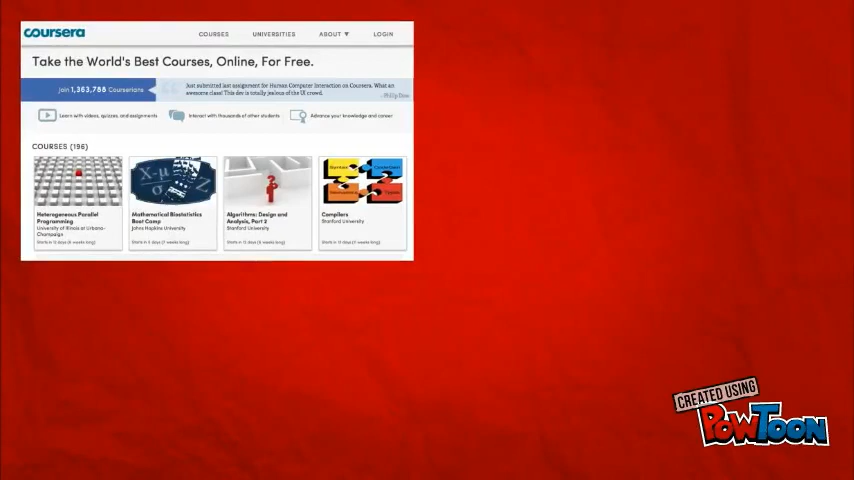 coursera
COURSES UNIVERSITIES ABOUT ▼ LOGIN
Take the World's Best Courses, Online, For Free.
Join 1,363,788 Courserians
Just submitted last assignment for Human Computer Interaction on Coursera. What an
awesome class! This dev is totally jealous of the UI crowd.
Learn with videos, quizzes, and assignments
Interact with thousands of other students
Advance your knowledge and career
COURSES (196)
Heterogeneous Parallel
Programming
University of Illinois at Urbana-
Champaign
X-μ
σ
Z
Mathematical Biostatistics
Boot Camp
Johns Hopkins University
Algorithms: Design and
Analysis, Part 2
Stanford University
Compilers
Stanford University
CREATED USING
POWTOON